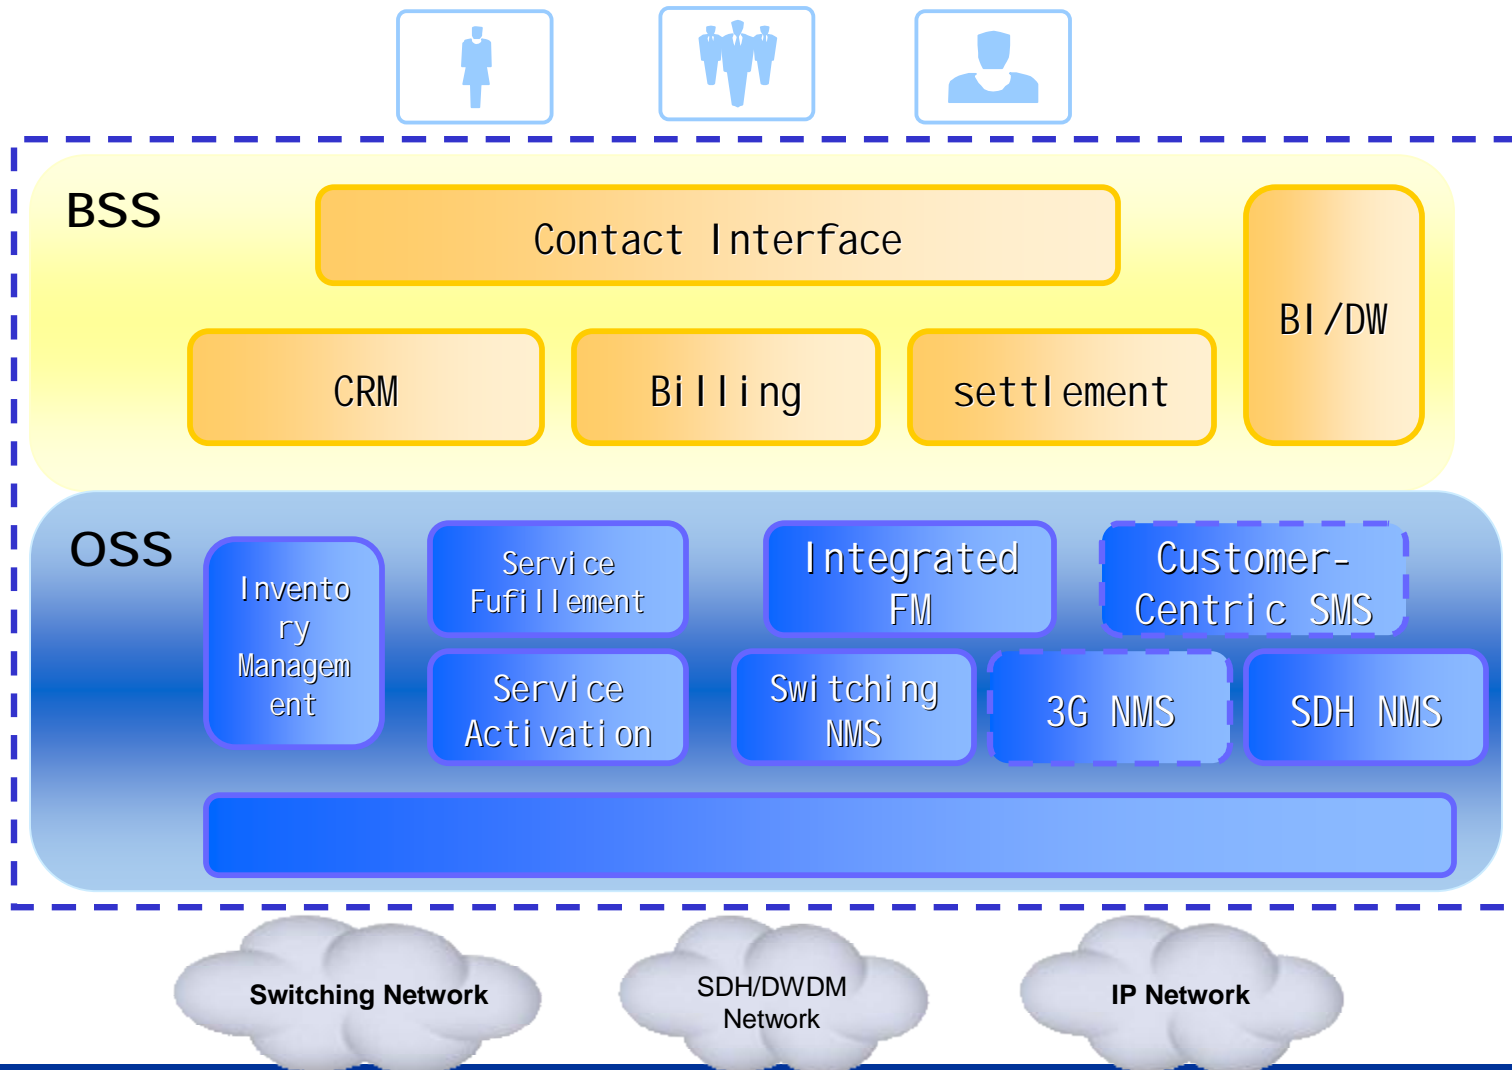 BSS
Contact Interface
BI/DW
CRM
Billing
settlement
OSS
Invento
ry
Managem
ent
Service
Fufillement
Integrated
FM
Customer-
Centric SMS
Service
Activation
Switching
NMS
3G NMS
SDH NMS
Switching Network
SDH/DWDM
Network
IP Network